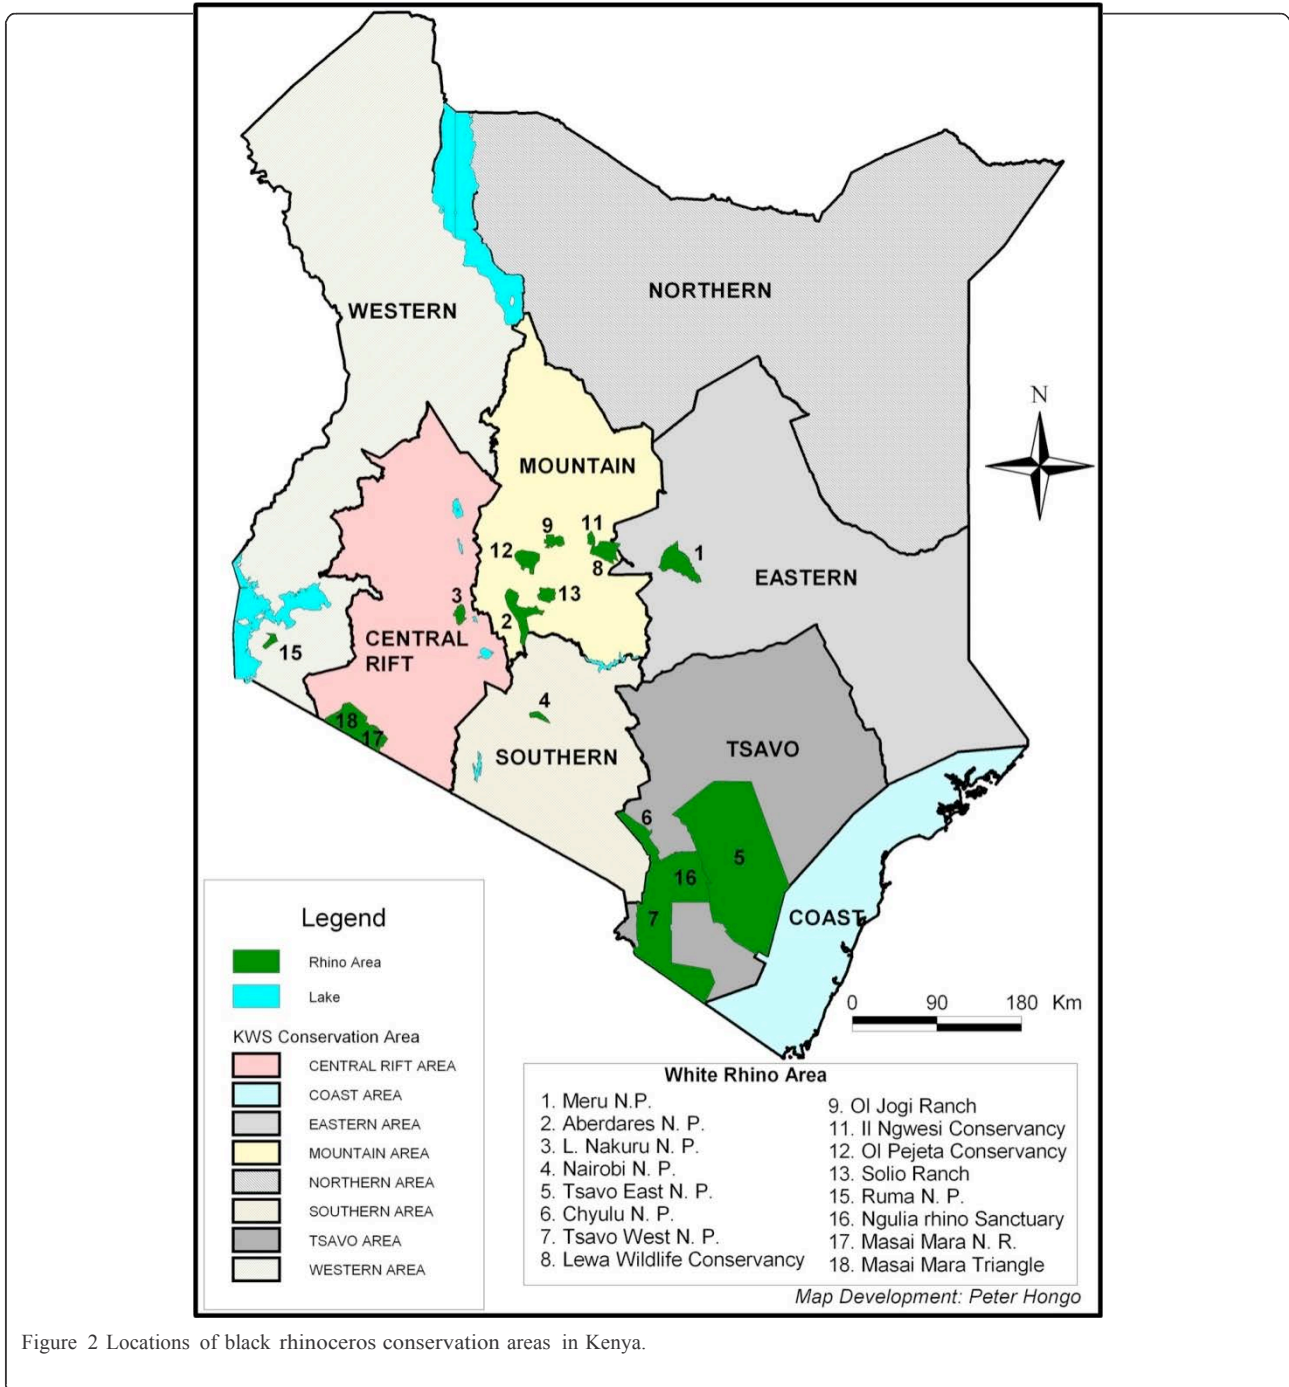 N
NORTHERN
WESTERN
MOUNTAIN
9
11
12
8
1
EASTERN
3
13
2
CENTRAL
RIFT
15
4
18
17
SOUTHERN
TSAVO
6
5
16
7
COAST
0 90 180 Km
Legend
Rhino Area
Lake
KWS Conservation Area
CENTRAL RIFT AREA
COAST AREA
EASTERN AREA
MOUNTAIN AREA
NORTHERN AREA
SOUTHERN AREA
TSAVO AREA
WESTERN AREA
White Rhino Area
1. Meru N.P.
2. Aberdares N. P.
3. L. Nakuru N. P.
4. Nairobi N. P.
5. Tsavo East N. P.
6. Chyulu N. P.
7. Tsavo West N. P.
8. Lewa Wildlife Conservancy
9. Ol Jogi Ranch
11. Il Ngwesi Conservancy
12. Ol Pejeta Conservancy
13. Solio Ranch
15. Ruma N. P.
16. Ngulia rhino Sanctuary
17. Masai Mara N. R.
18. Masai Mara Triangle
Map Development: Peter Hongo
Figure 2 Locations of black rhinoceros conservation areas in Kenya.